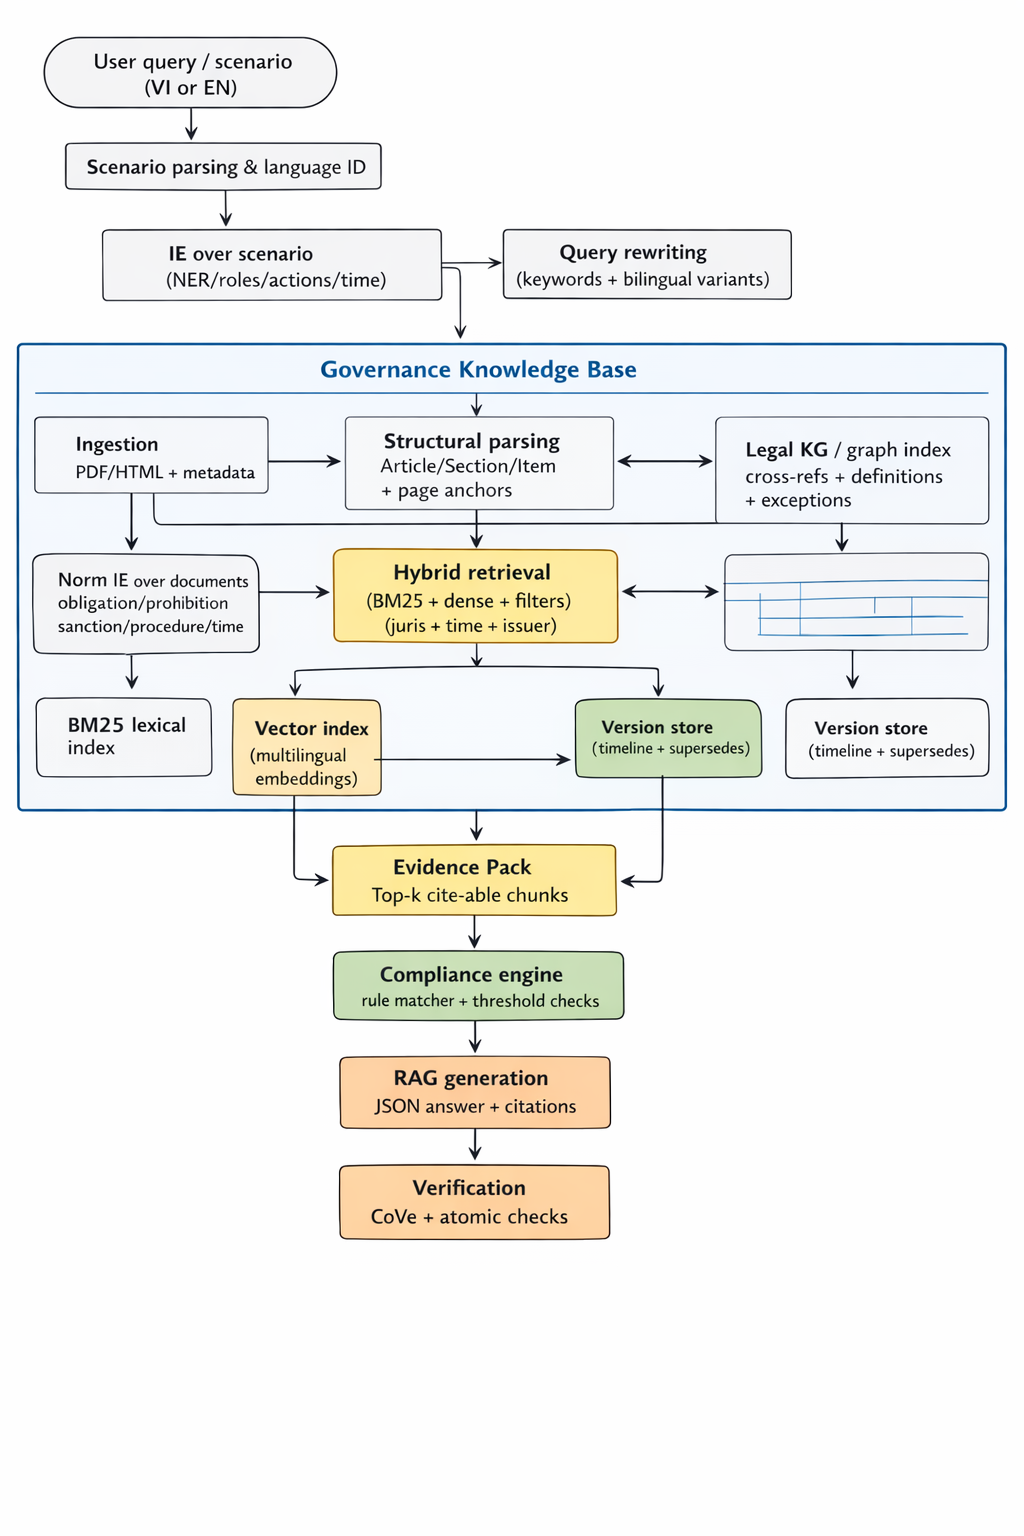 User query / scenario
(VI or EN)
Scenario parsing & language ID
IE over scenario
(NER/roles/actions/time)
Query rewriting
(keywords + bilingual variants)
Governance Knowledge Base
Ingestion
PDF/HTML + metadata
Structural parsing
Article/Section/Item
+ page anchors
Legal KG / graph index
cross-refs + definitions
+ exceptions
Norm IE over documents
obligation/prohibition
sanction/procedure/time
Hybrid retrieval
(BM25 + dense + filters)
(juris + time + issuer)
BM25 lexical
index
Vector index
(multilingual
embeddings)
Version store
(timeline + supersedes)
Version store
(timeline + supersedes)
Evidence Pack
Top-k cite-able chunks
Compliance engine
rule matcher + threshold checks
RAG generation
JSON answer + citations
Verification
CoVe + atomic checks